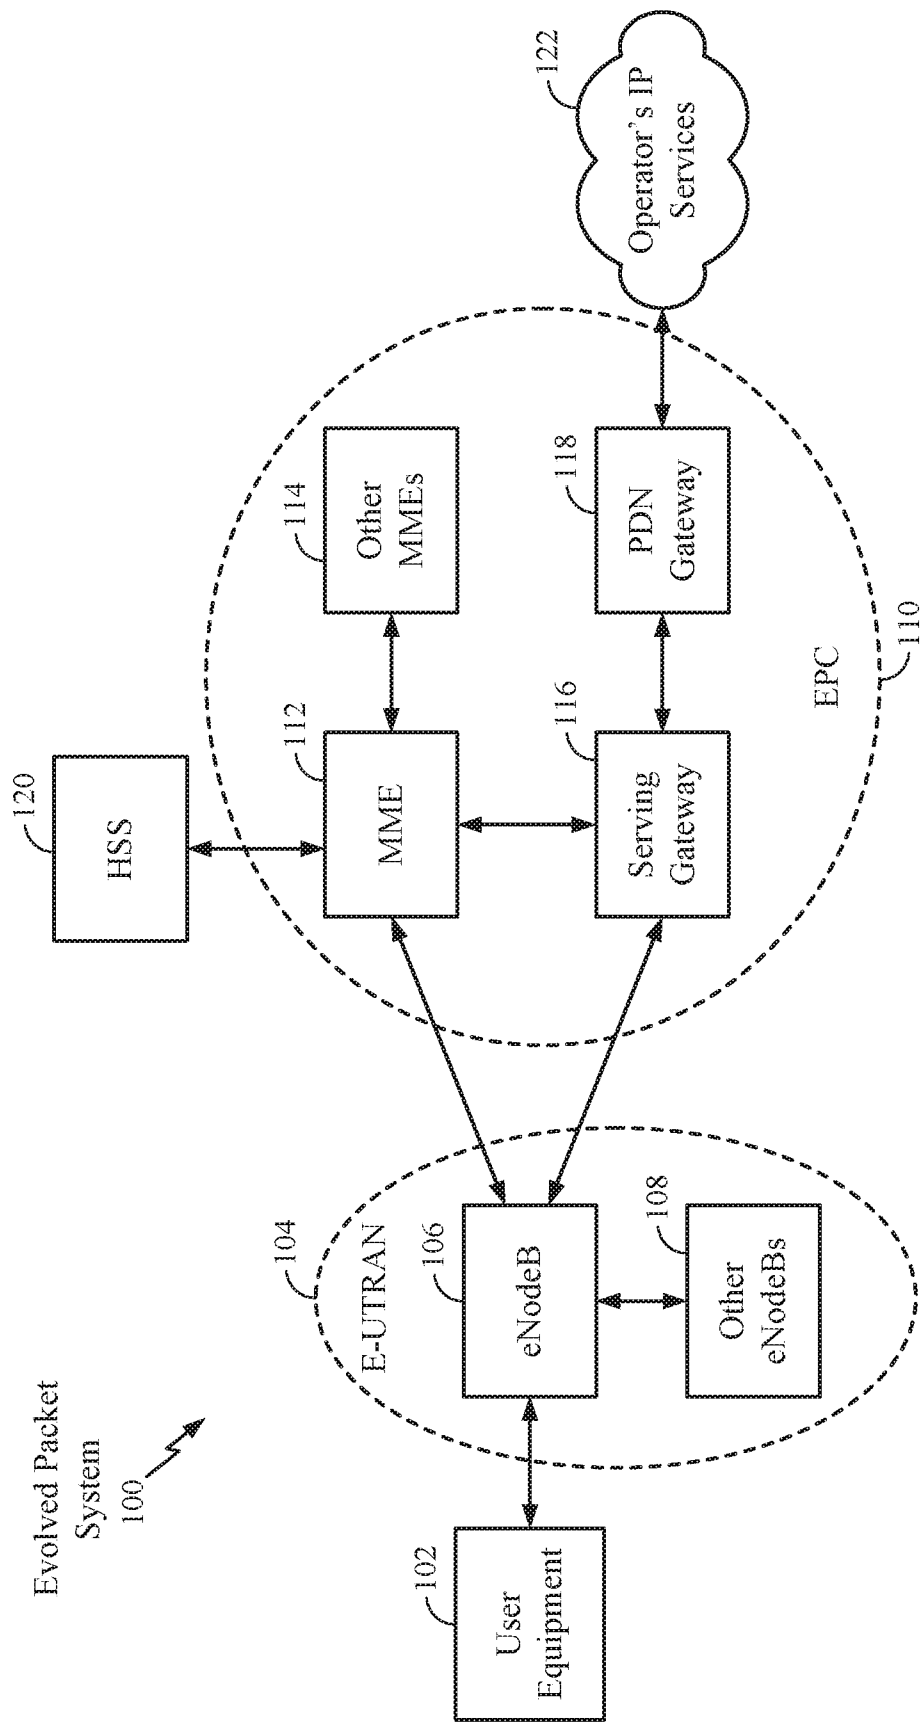 Evolved Packet
System
100
102
User
Equipment
104
E-UTRAN
106
eNodeB
108
Other
eNodeBs
120
HSS
112
MME
114
Other
MMEs
116
Serving
Gateway
118
PDN
Gateway
EPC
110
122
Operator's IP
Services